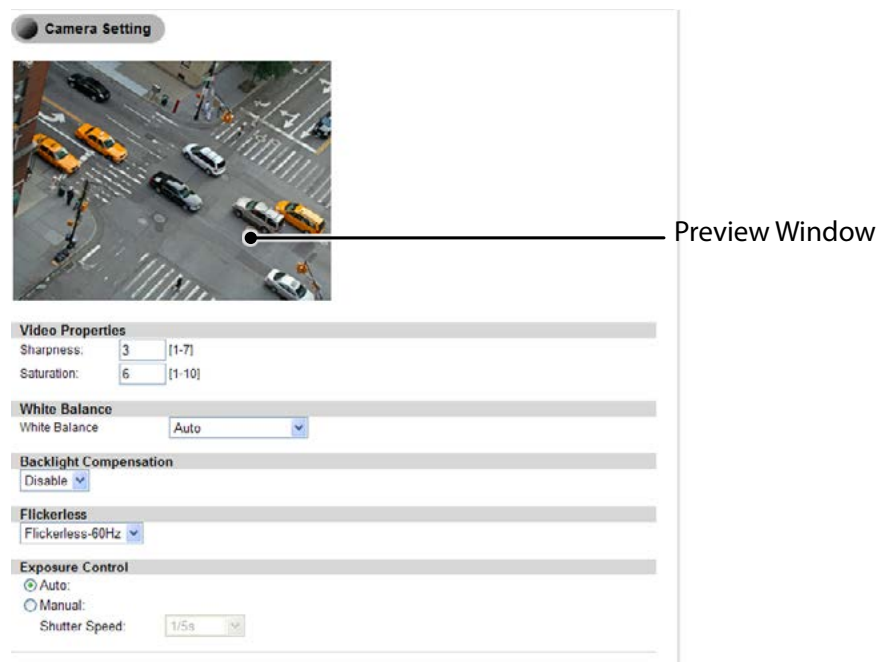 Camera Setting
Preview Window
Video Properties
Sharpness: 3 [1-7]
Saturation: 6 [1-10]
White Balance
White Balance Auto
Backlight Compensation
Disable
Flickerless
Flickerless-60Hz
Exposure Control
Auto:
Manual:
Shutter Speed: 1/5s